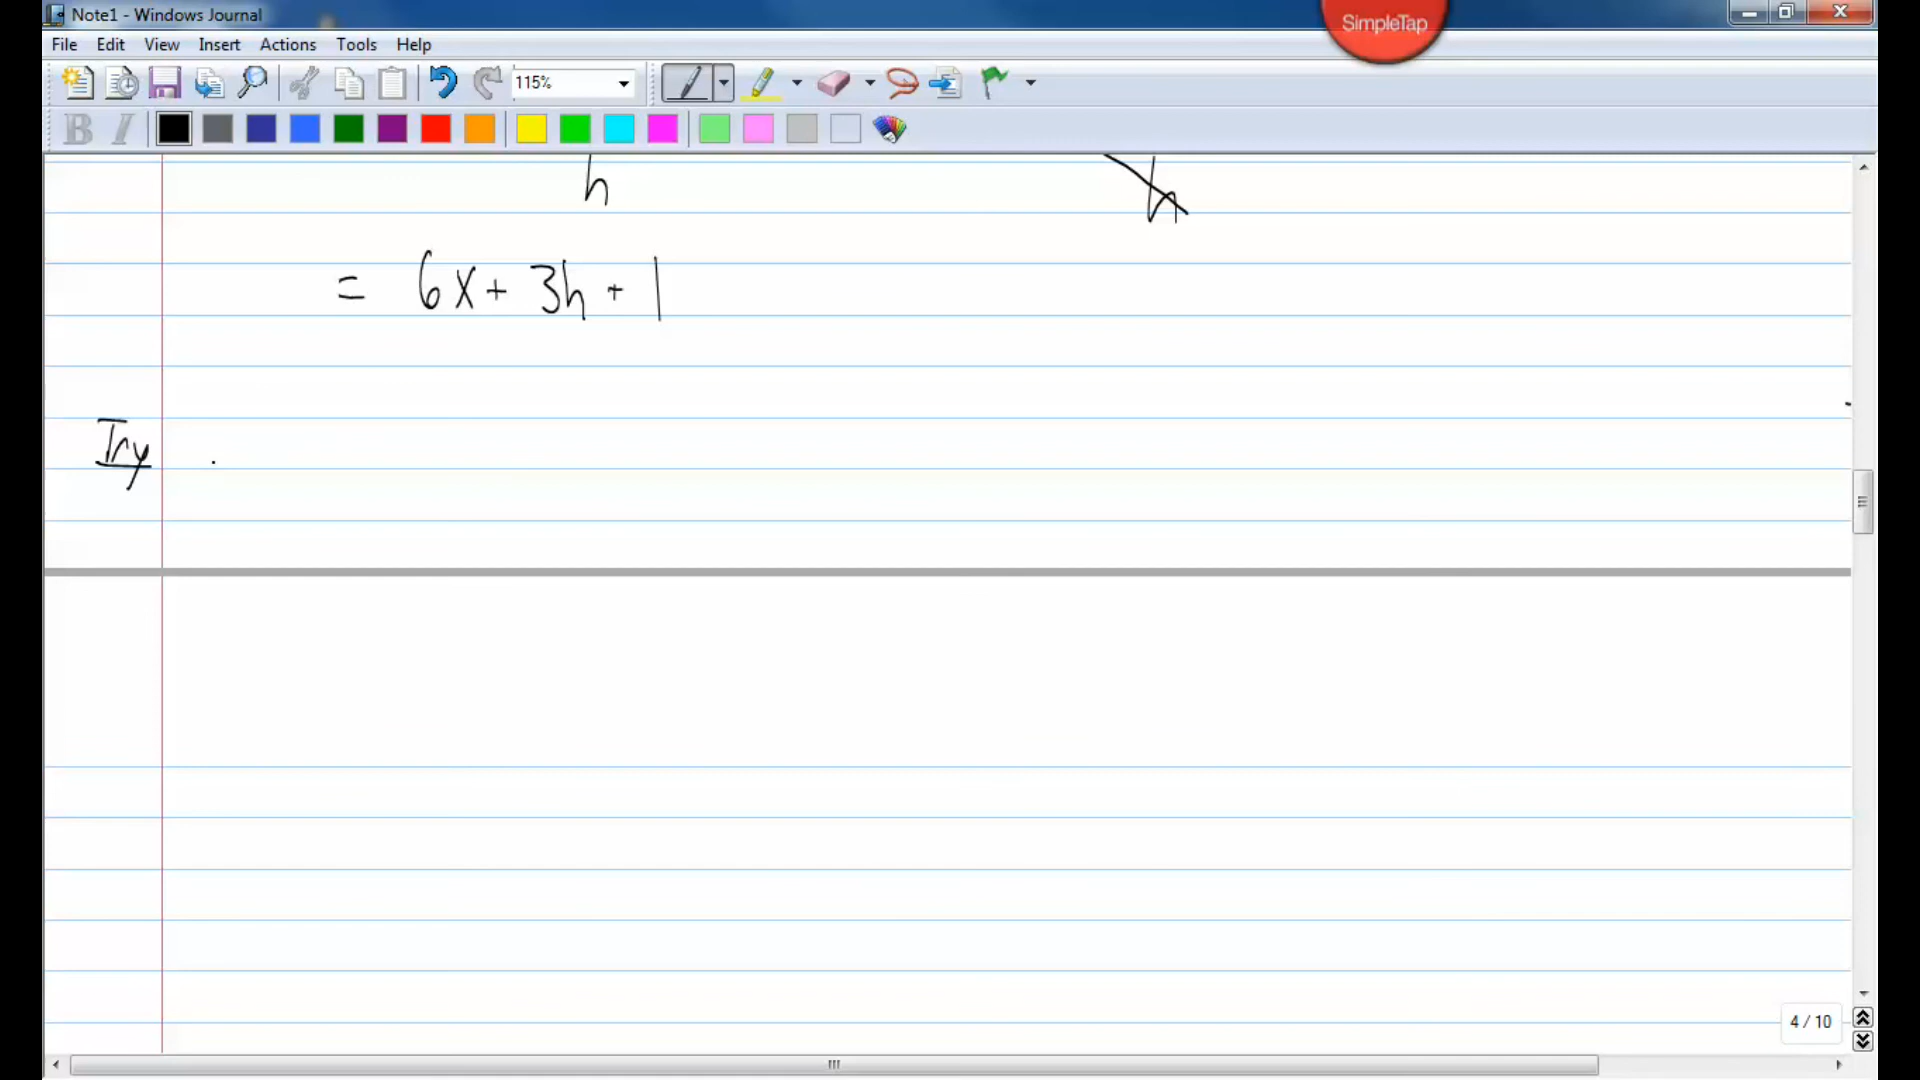 Note1 - Windows Journal
SimpleTap
File Edit View Insert Actions Tools Help
115%
B I
h h
= 6x + 3h + 1
Try .
4 / 10